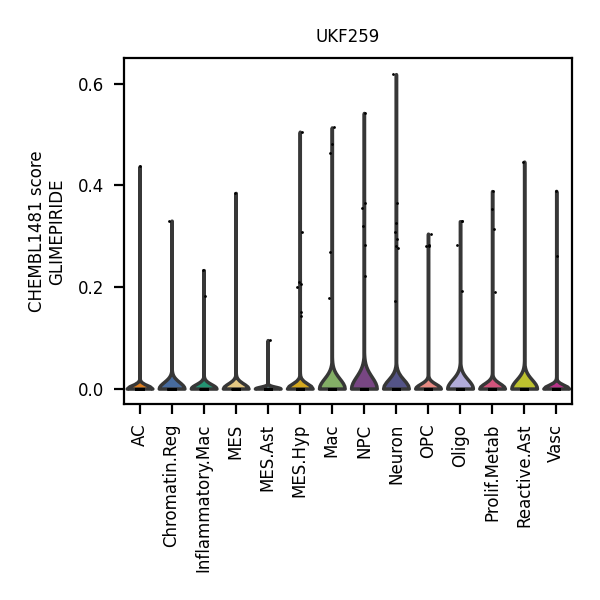 UKF259
CHEMBL1481 score
GLIMEPIRIDE
0.6
0.4
0.2
0.0
AC
Chromatin.Reg
Inflammatory.Mac
MES
MES.Ast
MES.Hyp
Mac
NPC
Neuron
OPC
Oligo
Prolif.Metab
Reactive.Ast
Vasc